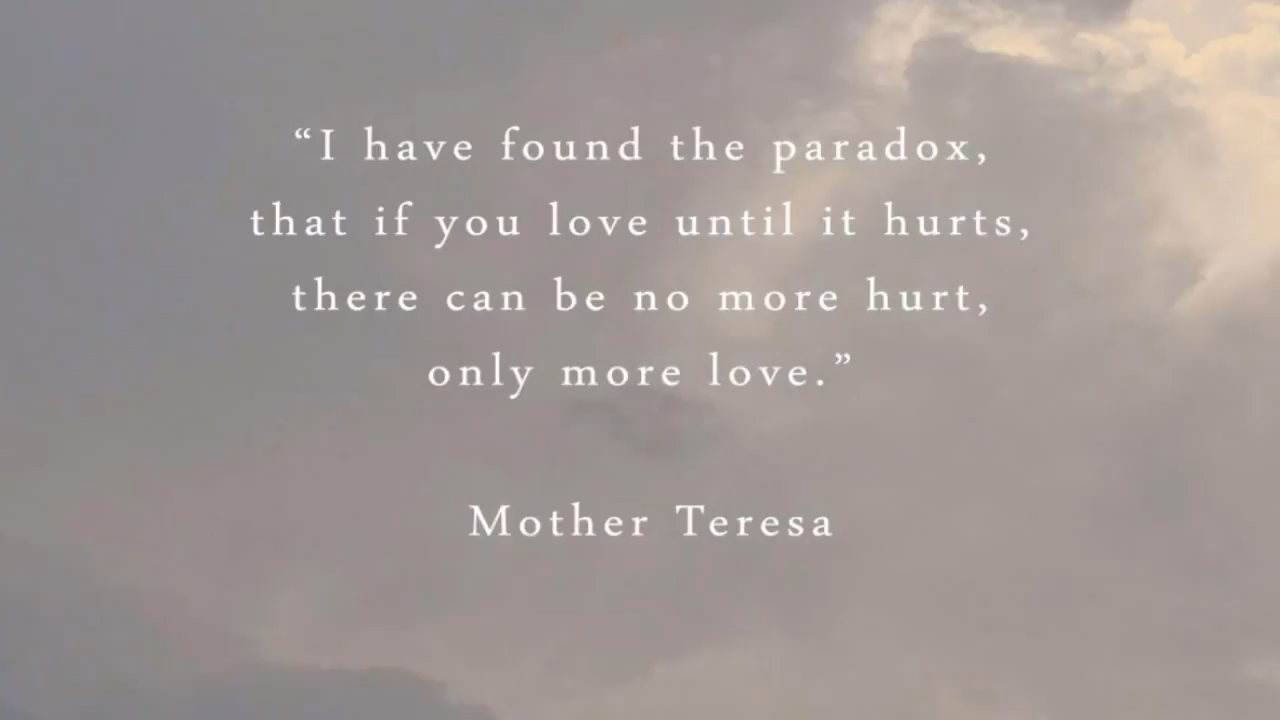 “I have found the paradox,
that if you love until it hurts,
there can be no more hurt,
only more love.”
Mother Teresa